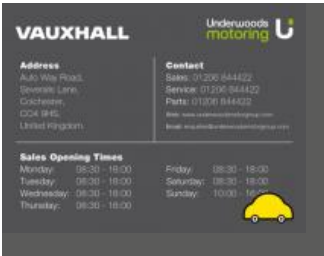 VAUXHALL
Underwoods
motoring
Address
Auto Way Road,
Severalls Lane,
Colchester,
CO4 9HS,
United Kingdom
Contact
Sales: 01206 844422
Service: 01206 844422
Parts: 01206 844422
Sales Opening Times
Monday: 08:30 - 18:00
Tuesday: 08:30 - 18:00
Wednesday: 08:30 - 18:00
Thursday: 08:30 - 18:00
Friday: 08:30 - 18:00
Saturday: 08:30 - 18:00
Sunday: 10:00 -